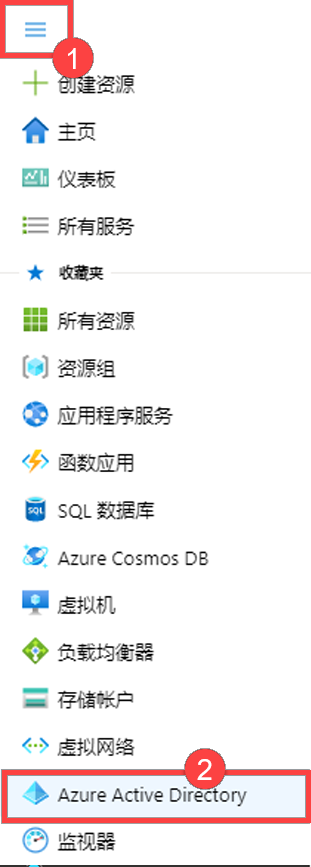 1
创建资源
主页
仪表板
所有服务
收藏夹
所有资源
资源组
应用程序服务
函数应用
SQL 数据库
Azure Cosmos DB
虚拟机
负载均衡器
存储帐户
虚拟网络
2
Azure Active Directory
监视器